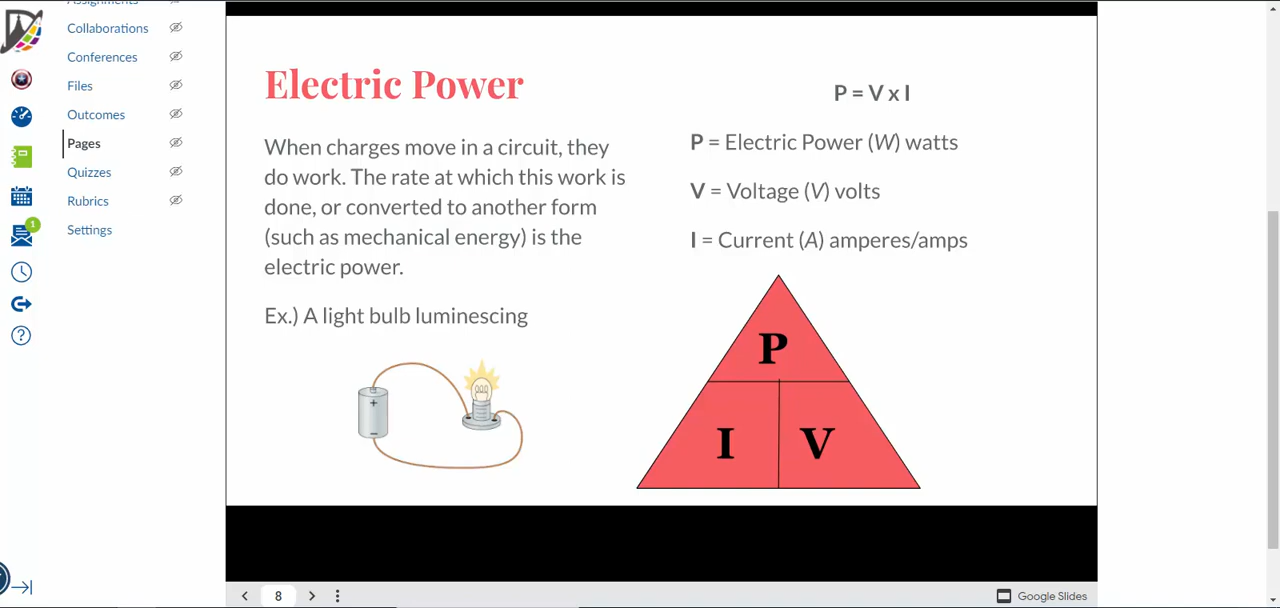 Assignments
Collaborations
Conferences
Files
Outcomes
Pages
Quizzes
Rubrics
Settings
1
Electric Power
When charges move in a circuit, they
do work. The rate at which this work is
done, or converted to another form
(such as mechanical energy) is the
electric power.
Ex.) A light bulb luminescing
+
−
P = V x I
P = Electric Power (W) watts
V = Voltage (V) volts
I = Current (A) amperes/amps
P
I V
8
Google Slides